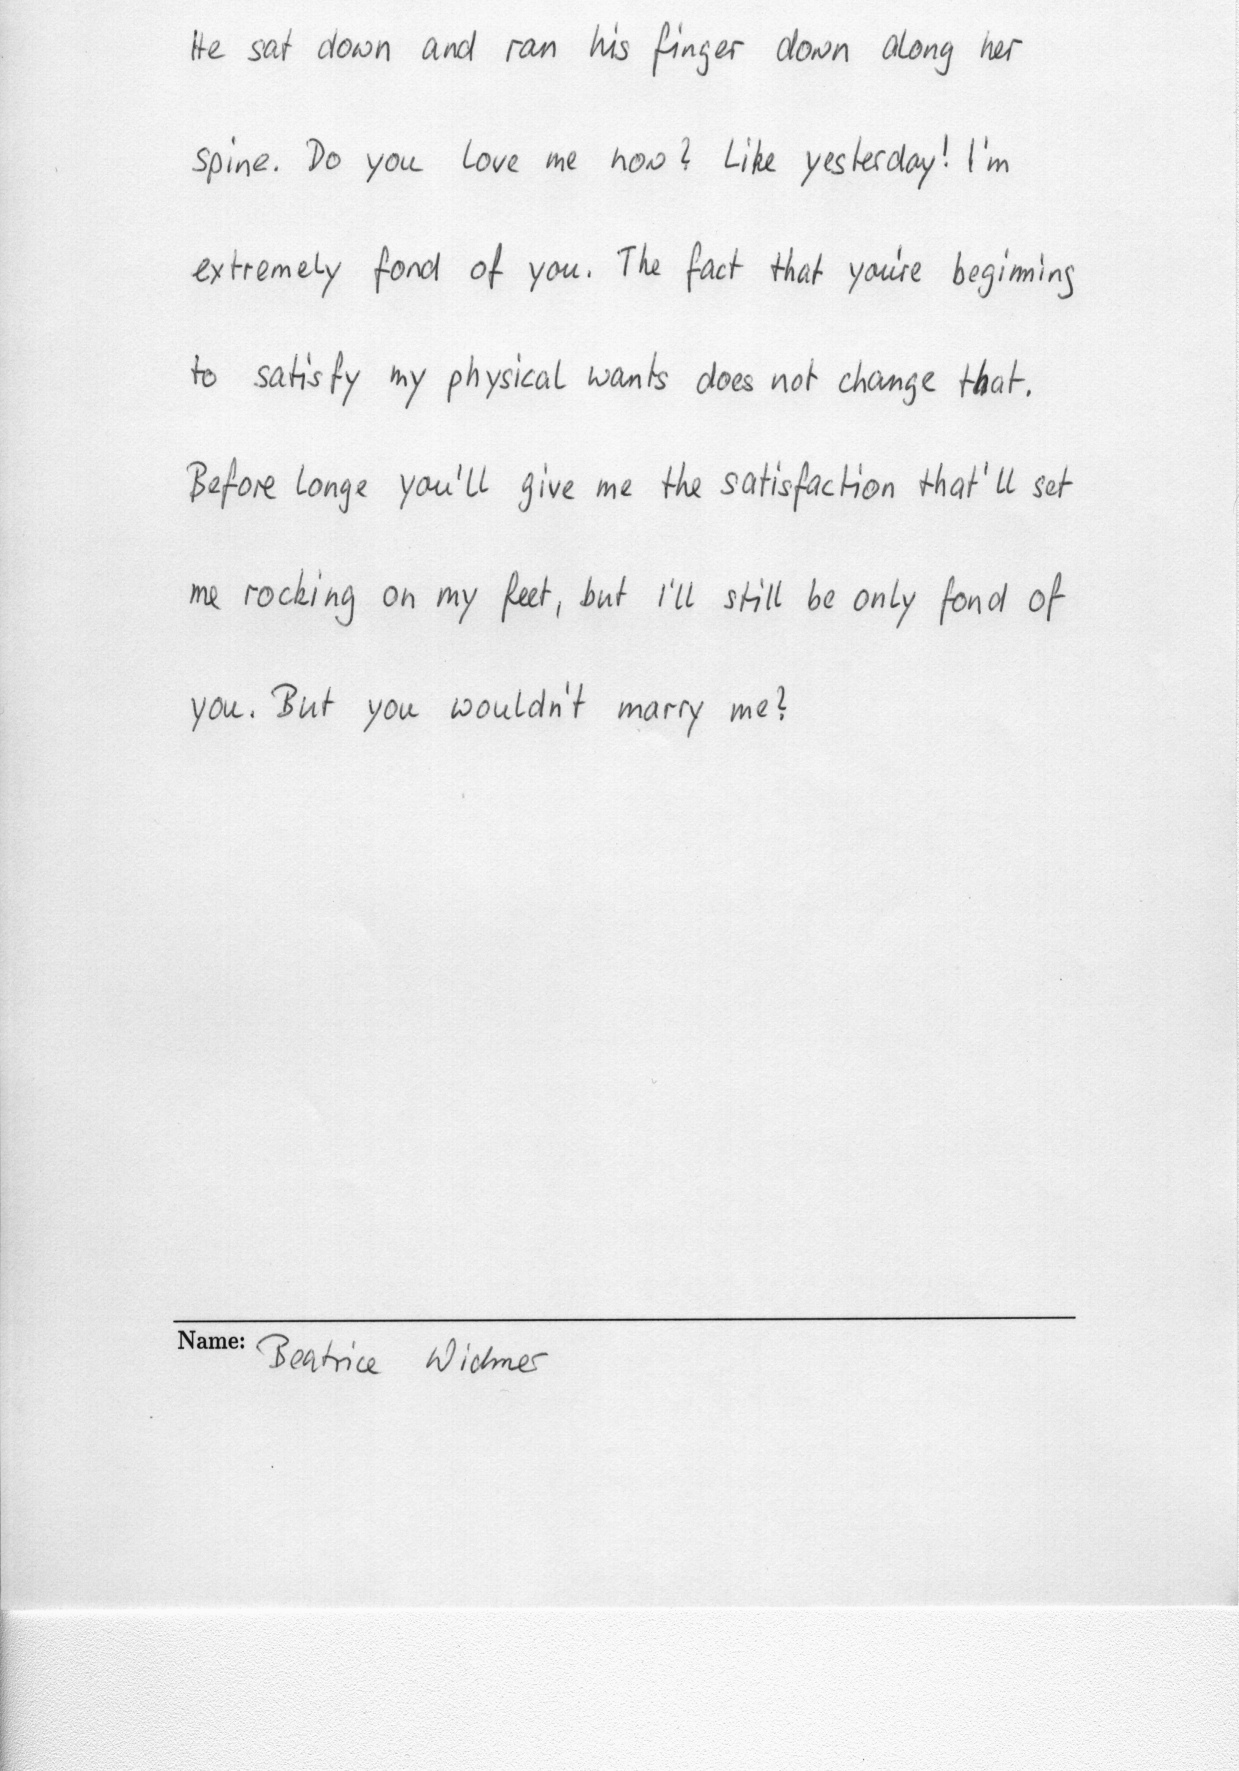 He sat down and ran his finger down along her
spine. Do you love me now? Like yesterday! I'm
extremely fond of you. The fact that you're beginning
to satisfy my physical wants does not change that.
Before longe you'll give me the satisfaction that'll set
me rocking on my feet, but i'll still be only fond of
you. But you wouldn't marry me?
Name: Beatrice Widmer